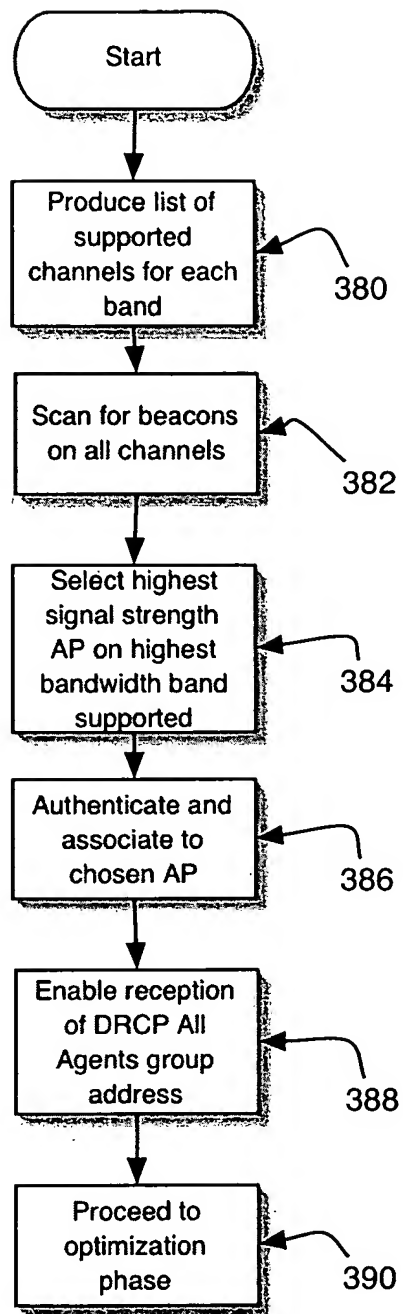 Start
Produce list of
supported
channels for each
band
380
Scan for beacons
on all channels
382
Select highest
signal strength
AP on highest
bandwidth band
supported
384
Authenticate and
associate to
chosen AP
386
Enable reception
of DRCP All
Agents group
address
388
Proceed to
optimization
phase
390